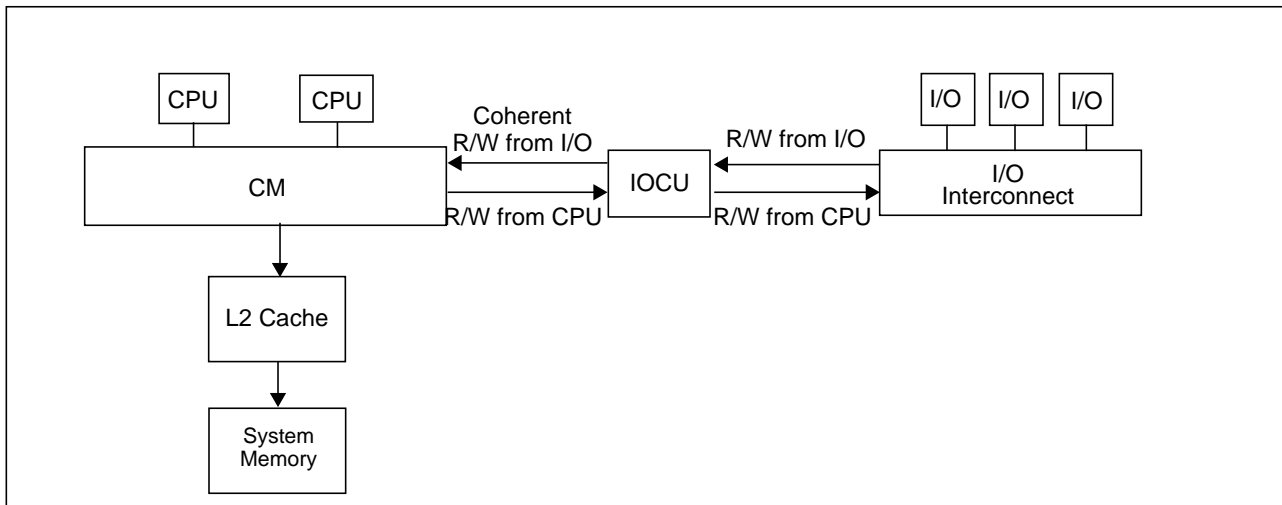 CPU
CPU
I/O
I/O
I/O
Coherent
R/W from I/O
R/W from I/O
CM
IOCU
I/O
Interconnect
R/W from CPU
R/W from CPU
L2 Cache
System
Memory